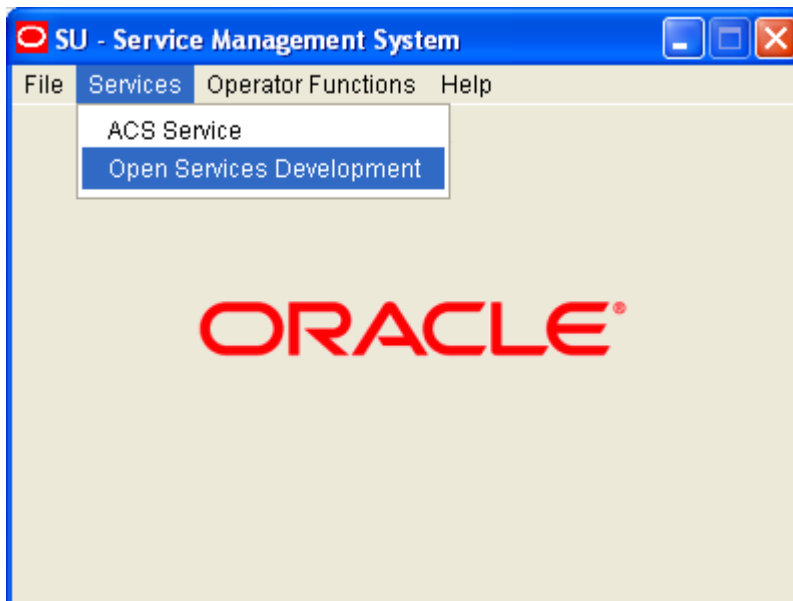 SU - Service Management System
File Services Operator Functions Help
ACS Service
Open Services Development
ORACLE®